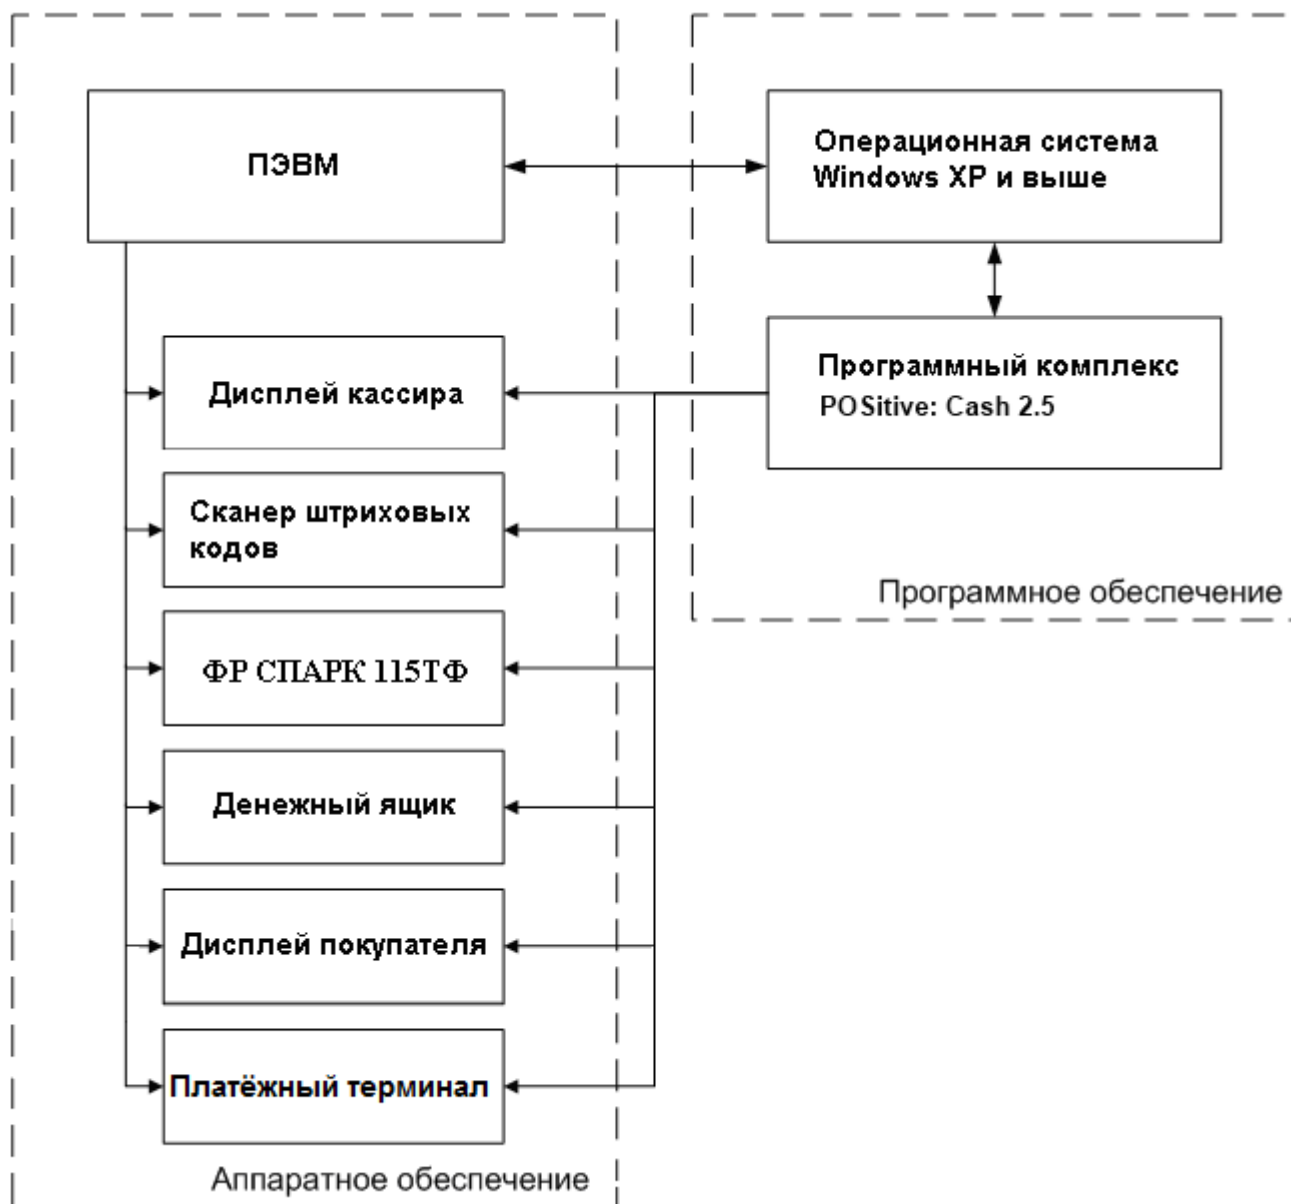 ПЭВМ
Операционная система
Windows XP и выше
Программный комплекс
POSitive: Cash 2.5
Дисплей кассира
Сканер штриховых
кодов
Программное обеспечение
ФР СПАРК 115ТФ
Денежный ящик
Дисплей покупателя
Платёжный терминал
Аппаратное обеспечение